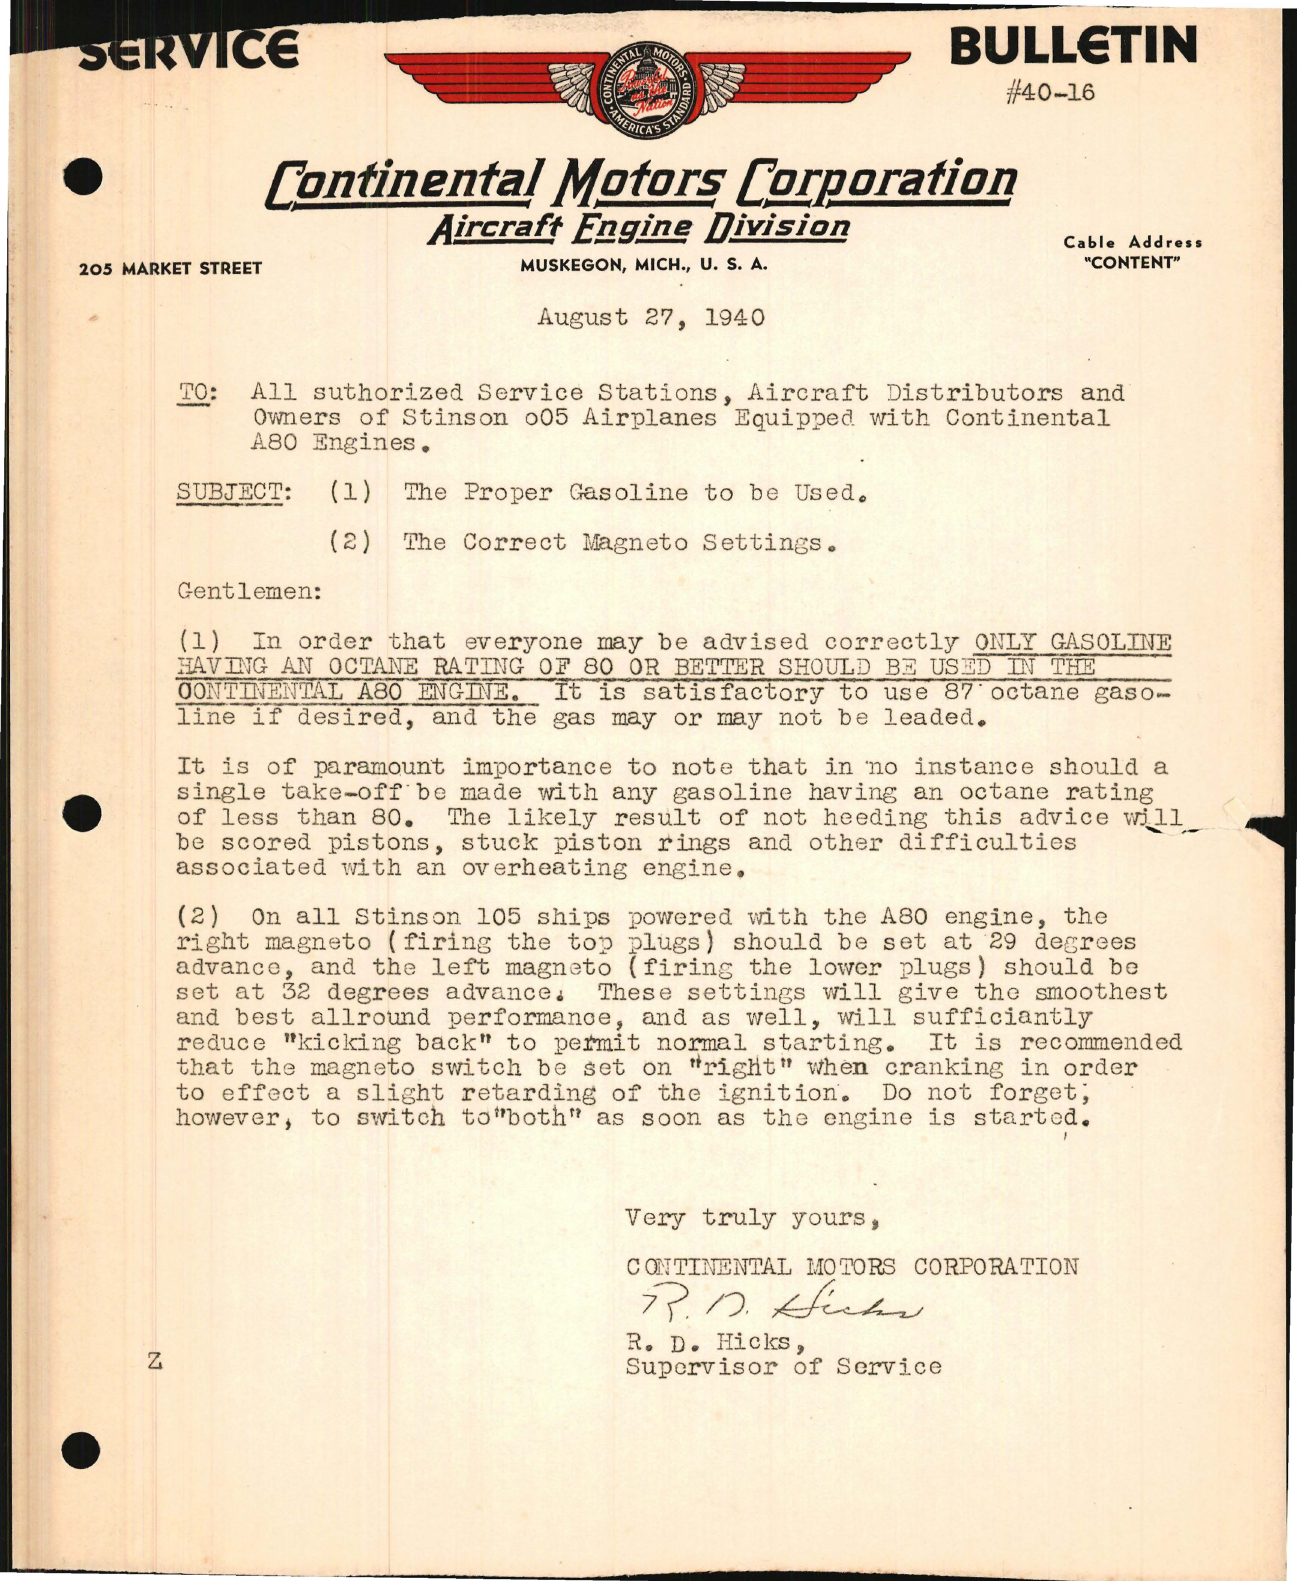 SERVICE
BULLETIN
#40-16
CONTINENTAL MOTORS
Powerful as the Nation
AMERICA'S STANDARD
Continental Motors Corporation
Aircraft Engine Division
205 MARKET STREET
MUSKEGON, MICH., U. S. A.
Cable Address
"CONTENT"
August 27, 1940
TO: All suthorized Service Stations, Aircraft Distributors and
Owners of Stinson o05 Airplanes Equipped with Continental
A80 Engines.
SUBJECT: (1) The Proper Gasoline to be Used.
(2) The Correct Magneto Settings.
Gentlemen:
(1) In order that everyone may be advised correctly ONLY GASOLINE
HAVING AN OCTANE RATING OF 80 OR BETTER SHOULD BE USED IN THE
CONTINENTAL A80 ENGINE. It is satisfactory to use 87 octane gaso-
line if desired, and the gas may or may not be leaded.
It is of paramount importance to note that in no instance should a
single take-off be made with any gasoline having an octane rating
of less than 80. The likely result of not heeding this advice will
be scored pistons, stuck piston rings and other difficulties
associated with an overheating engine.
(2) On all Stinson 105 ships powered with the A80 engine, the
right magneto (firing the top plugs) should be set at 29 degrees
advance, and the left magneto (firing the lower plugs) should be
set at 32 degrees advance. These settings will give the smoothest
and best allround performance, and as well, will sufficiantly
reduce "kicking back" to permit normal starting. It is recommended
that the magneto switch be set on "right" when cranking in order
to effect a slight retarding of the ignition. Do not forget,
however, to switch to"both" as soon as the engine is started.
Very truly yours,
CONTINENTAL MOTORS CORPORATION
R. D. Hicks
R. D. Hicks,
Supervisor of Service
Z